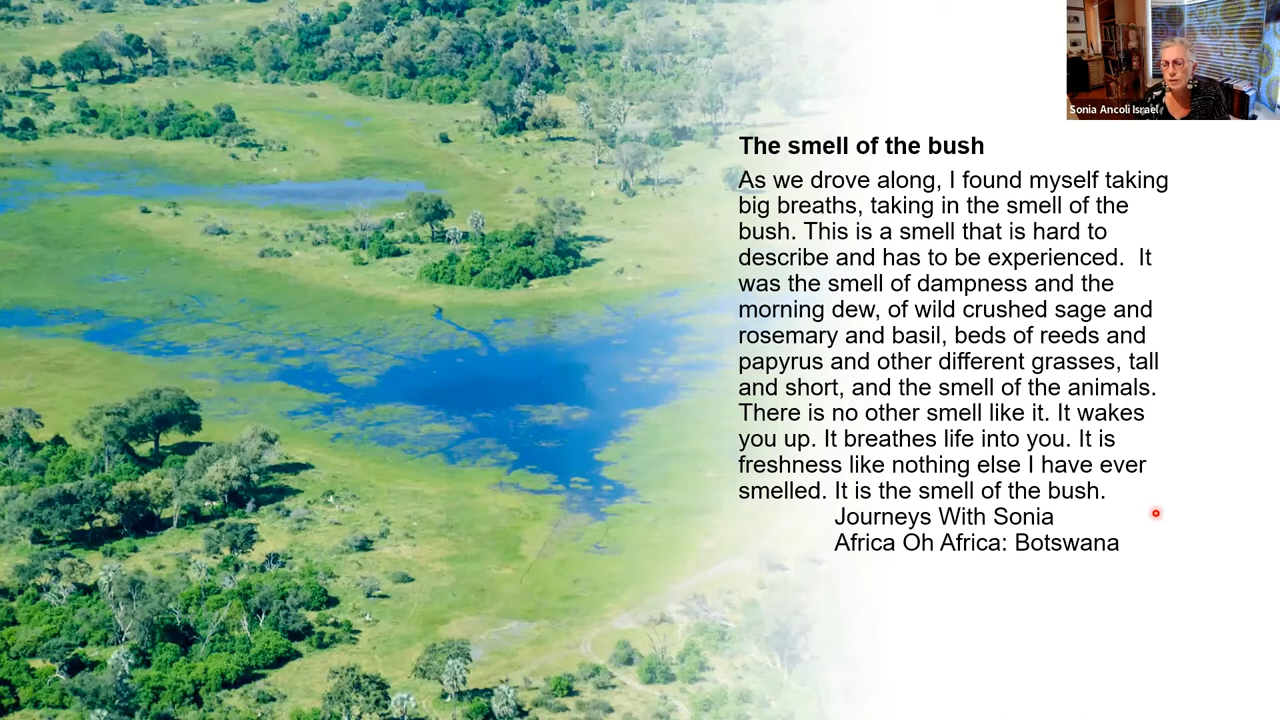 Sonia Ancoli Israel
The smell of the bush
As we drove along, I found myself taking
big breaths, taking in the smell of the
bush. This is a smell that is hard to
describe and has to be experienced.  It
was the smell of dampness and the
morning dew, of wild crushed sage and
rosemary and basil, beds of reeds and
papyrus and other different grasses, tall
and short, and the smell of the animals.
There is no other smell like it. It wakes
you up. It breathes life into you. It is
freshness like nothing else I have ever
smelled. It is the smell of the bush.
Journeys With Sonia
Africa Oh Africa: Botswana